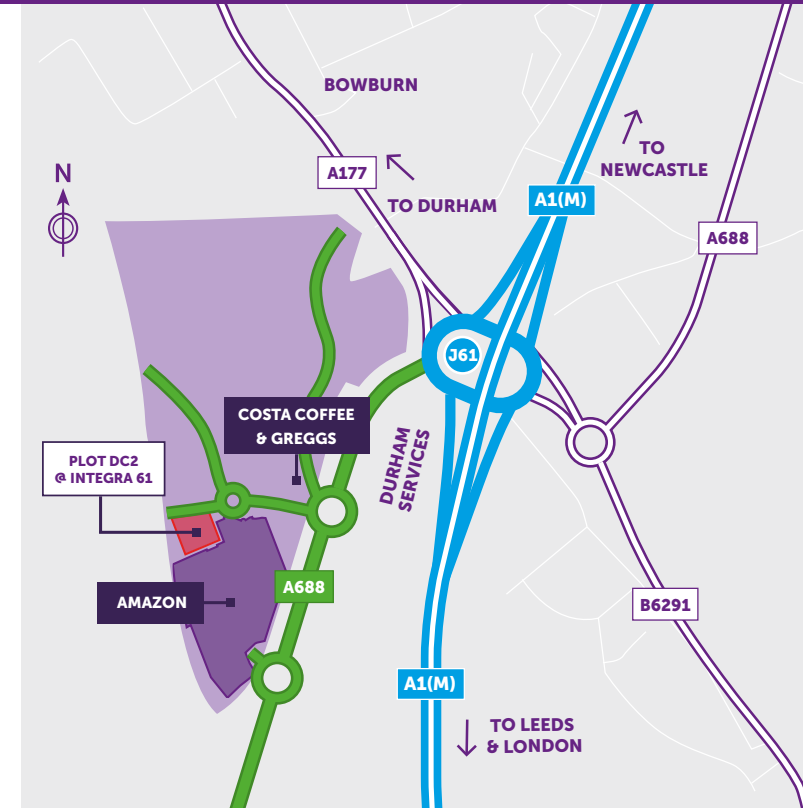 BOWBURN
TO
NEWCASTLE
A177
N
TO DURHAM
A1(M)
A688
J61
COSTA COFFEE
& GREGGS
DURHAM
SERVICES
PLOT DC2
@ INTEGRA 61
A688
AMAZON
B6291
A1(M)
TO LEEDS
& LONDON